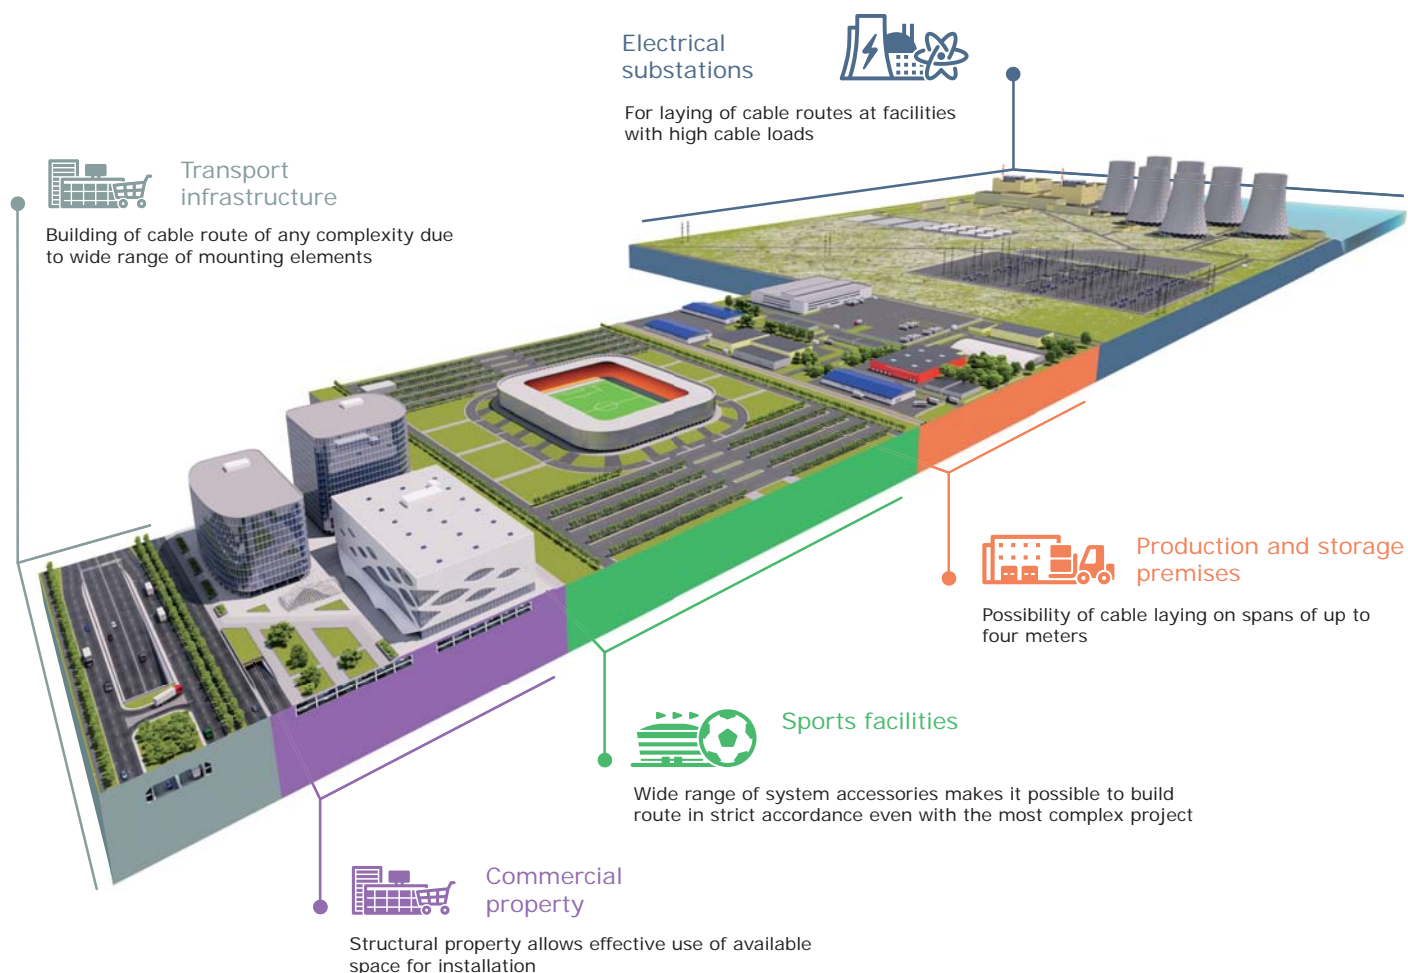 Electrical
substations
For laying of cable routes at facilities
with high cable loads
Transport
infrastructure
Building of cable route of any complexity due
to wide range of mounting elements
Production and storage
premises
Possibility of cable laying on spans of up to
four meters
Sports facilities
Wide range of system accessories makes it possible to build
route in strict accordance even with the most complex project
Commercial
property
Structural property allows effective use of available
space for installation